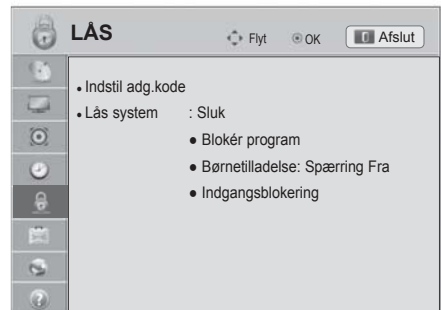 LÅS
Flyt OK Afslut
• Indstil adg.kode
• Lås system : Sluk
● Blokér program
● Børnetilladelse: Spærring Fra
● Indgangsblokering